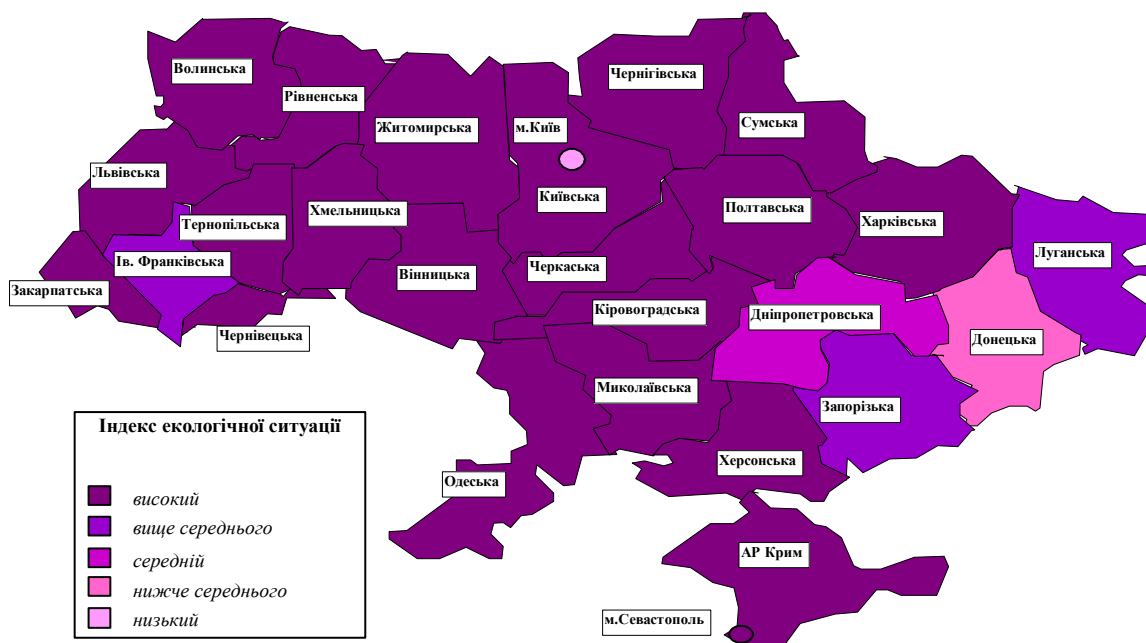 Волинська
Рівненська
Житомирська
Чернігівська
м.Київ
Сумська
Львівська
Тернопільська
Хмельницька
Київська
Полтавська
Харківська
Ів. Франківська
Закарпатська
Чернівецька
Вінницька
Черкаська
Кіровоградська
Дніпропетровська
Луганська
Донецька
Миколаївська
Запорізька
Херсонська
Одеська
АР Крим
м.Севастополь
Індекс екологічної ситуації
високий
вище середнього
середній
нижче середнього
низький